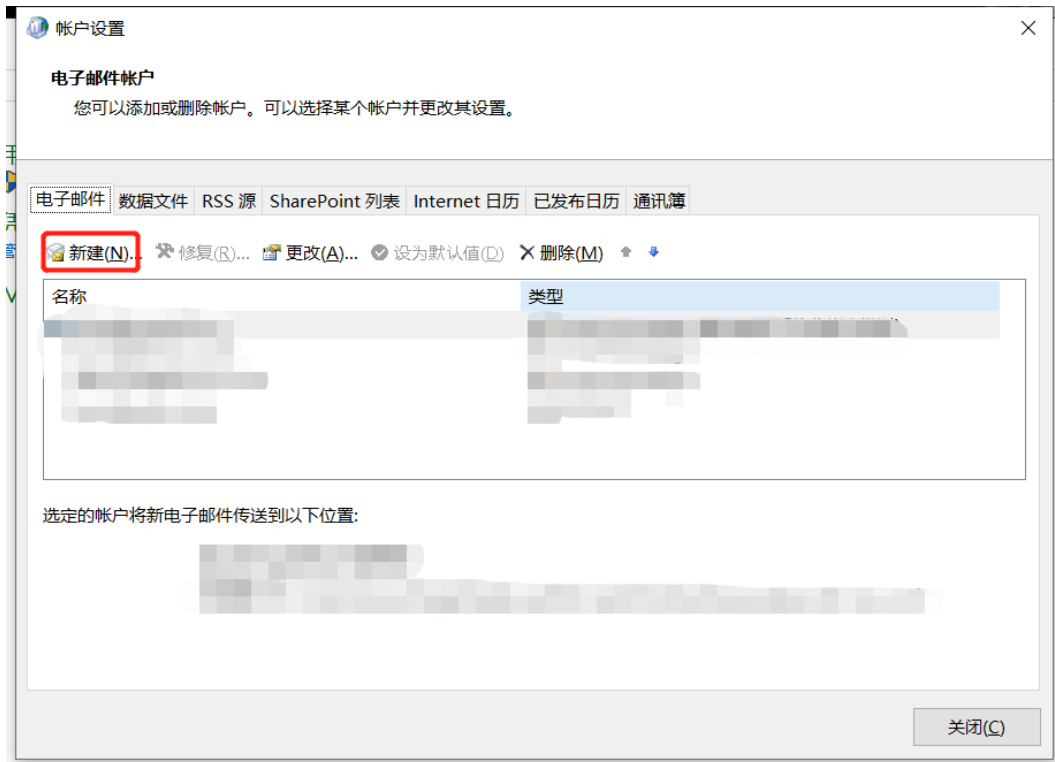 帐户设置
电子邮件帐户
您可以添加或删除帐户。可以选择某个帐户并更改其设置。
电子邮件 数据文件 RSS 源 SharePoint 列表 Internet 日历 已发布日历 通讯簿
新建(N)... 修复(R)... 更改(A)... 设为默认值(D) 删除(M)
名称 类型
选定的帐户将新电子邮件传送到以下位置:
关闭(C)